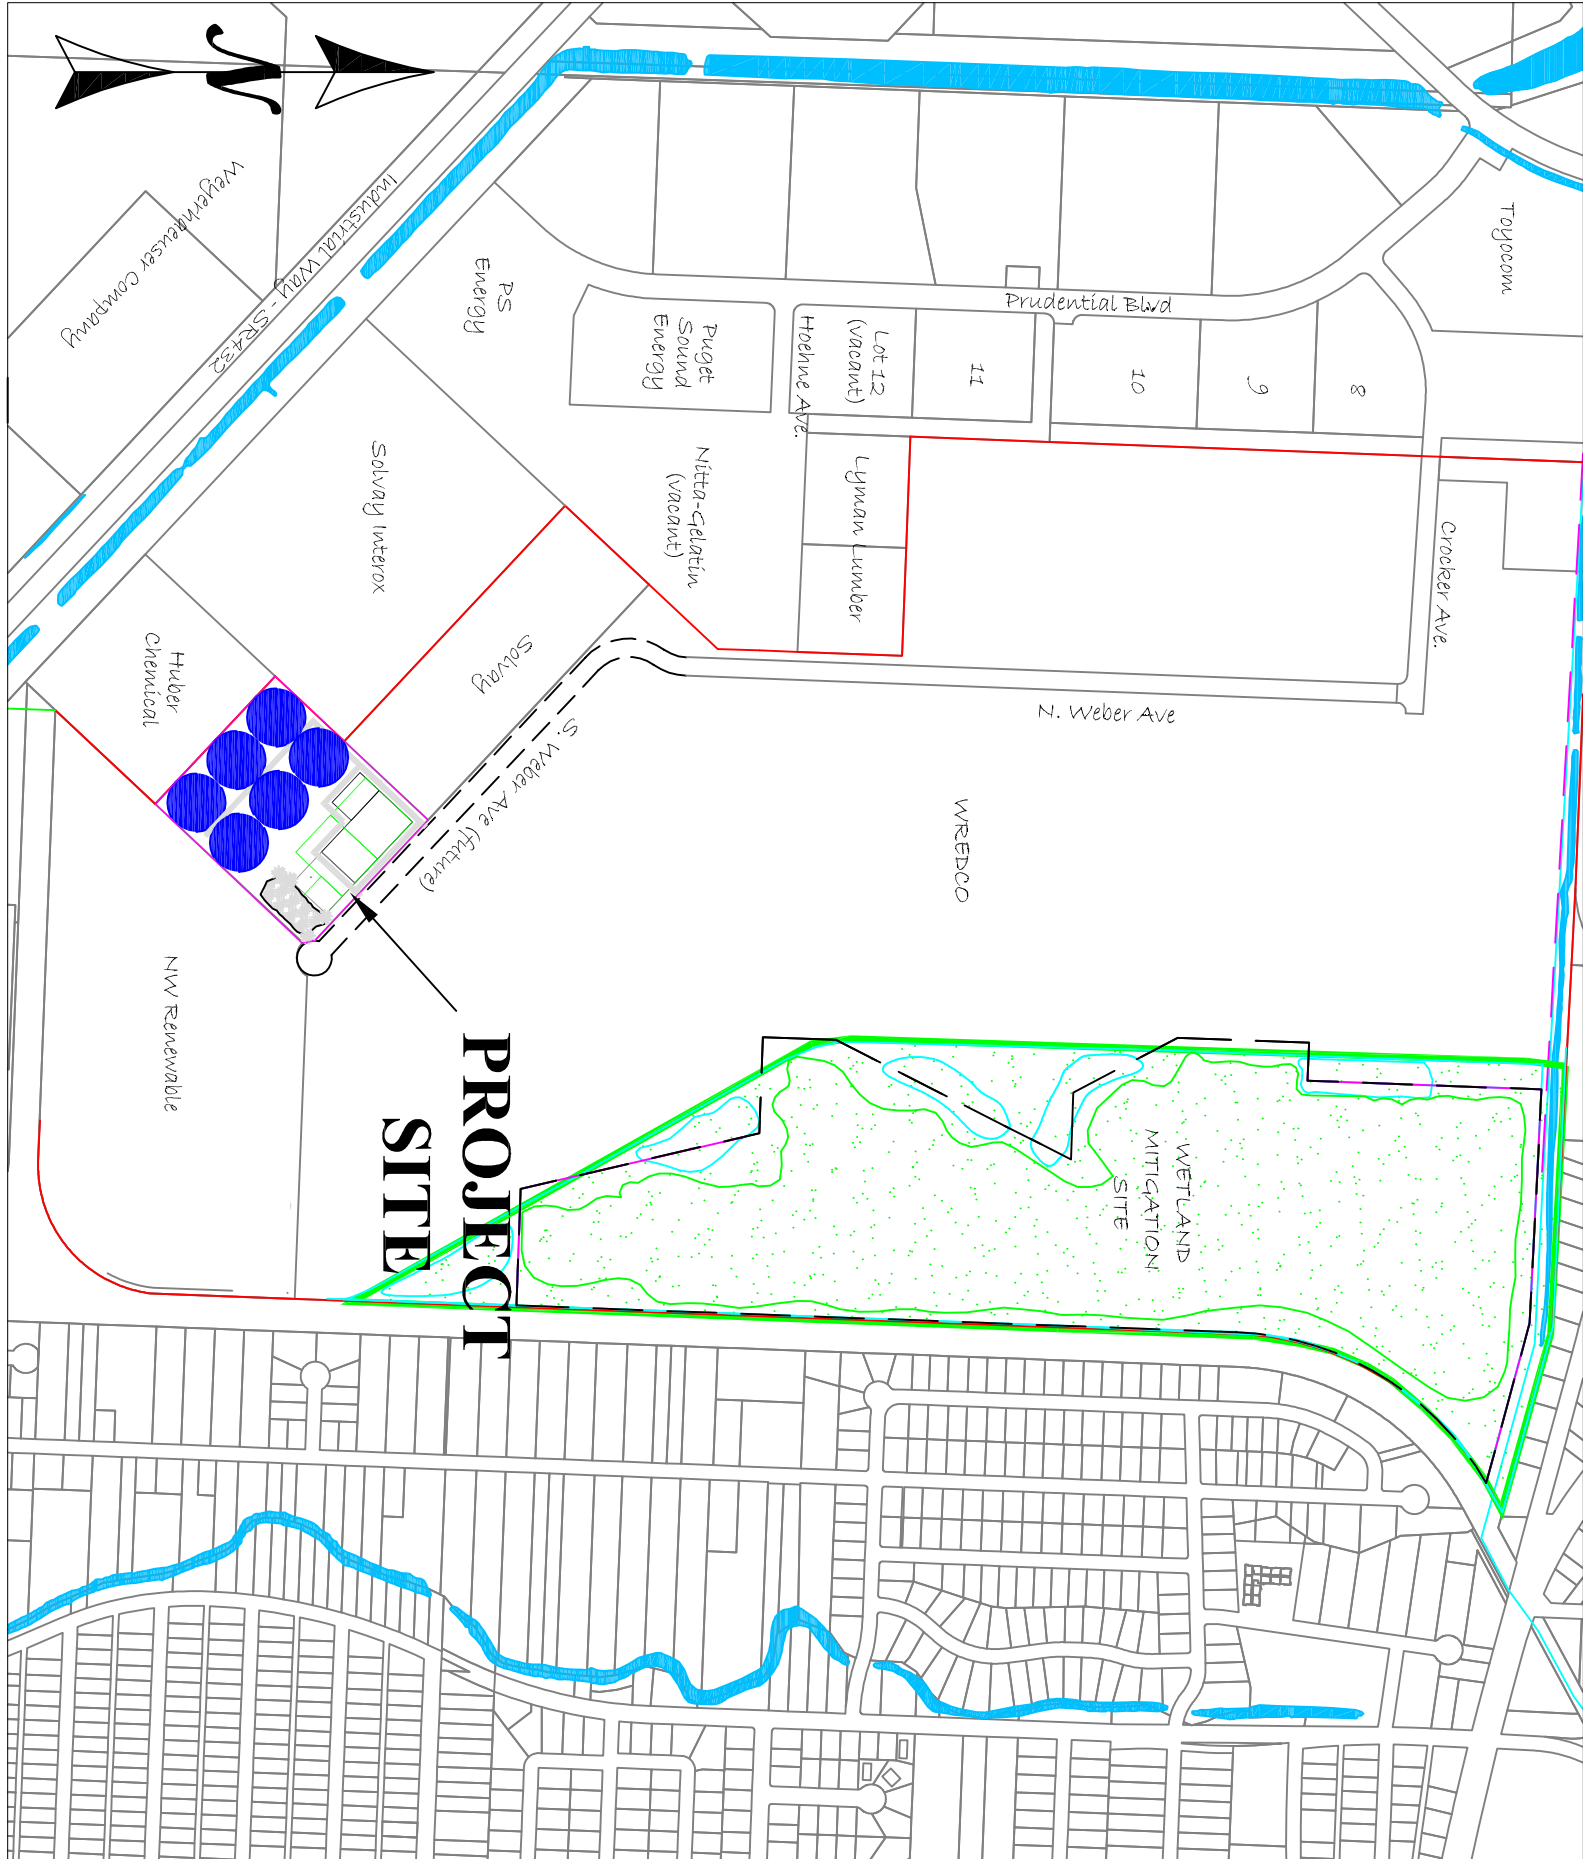 N
Weyerhaeuser company
Industrial Way - SR432
PS
Energy
Puget
Sound
Energy
Hoehne Ave.
Lot 12
(vacant)
11
10
9
8
Prudential Blvd
Toyocom
Crocker Ave.
Lyman Lumber
Nitta-Gelatin
(vacant)
Solvay Interox
Solvay
Huber
Chemical
N. Weber Ave
S. Weber Ave (future)
WREDCO
NW Renewable
WETLAND
MITIGATION
SITE
PROJECT
SITE